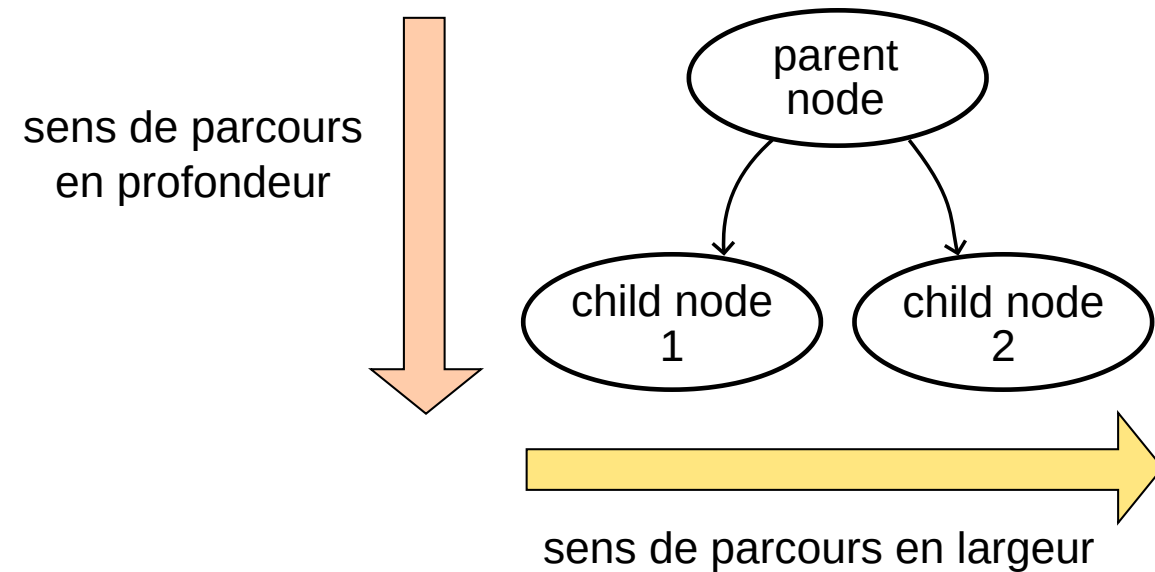 parent
node
sens de parcours
en profondeur
child node
1
child node
2
sens de parcours en largeur